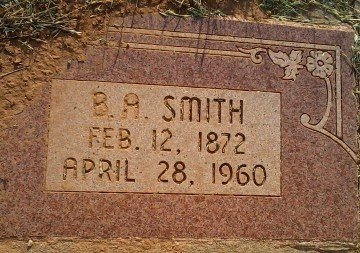 B.A. SMITH
FEB. 12, 1872
APRIL 28, 1960